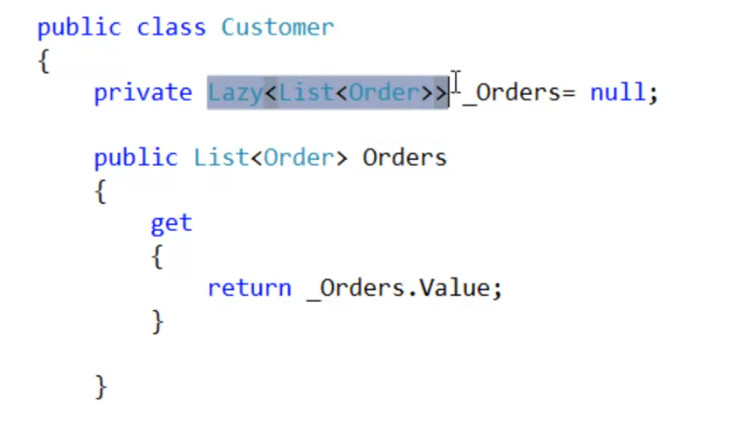 public class Customer
{
private Lazy<List<Order>> _Orders= null;
public List<Order> Orders
{
get
{
return _Orders.Value;
}
}